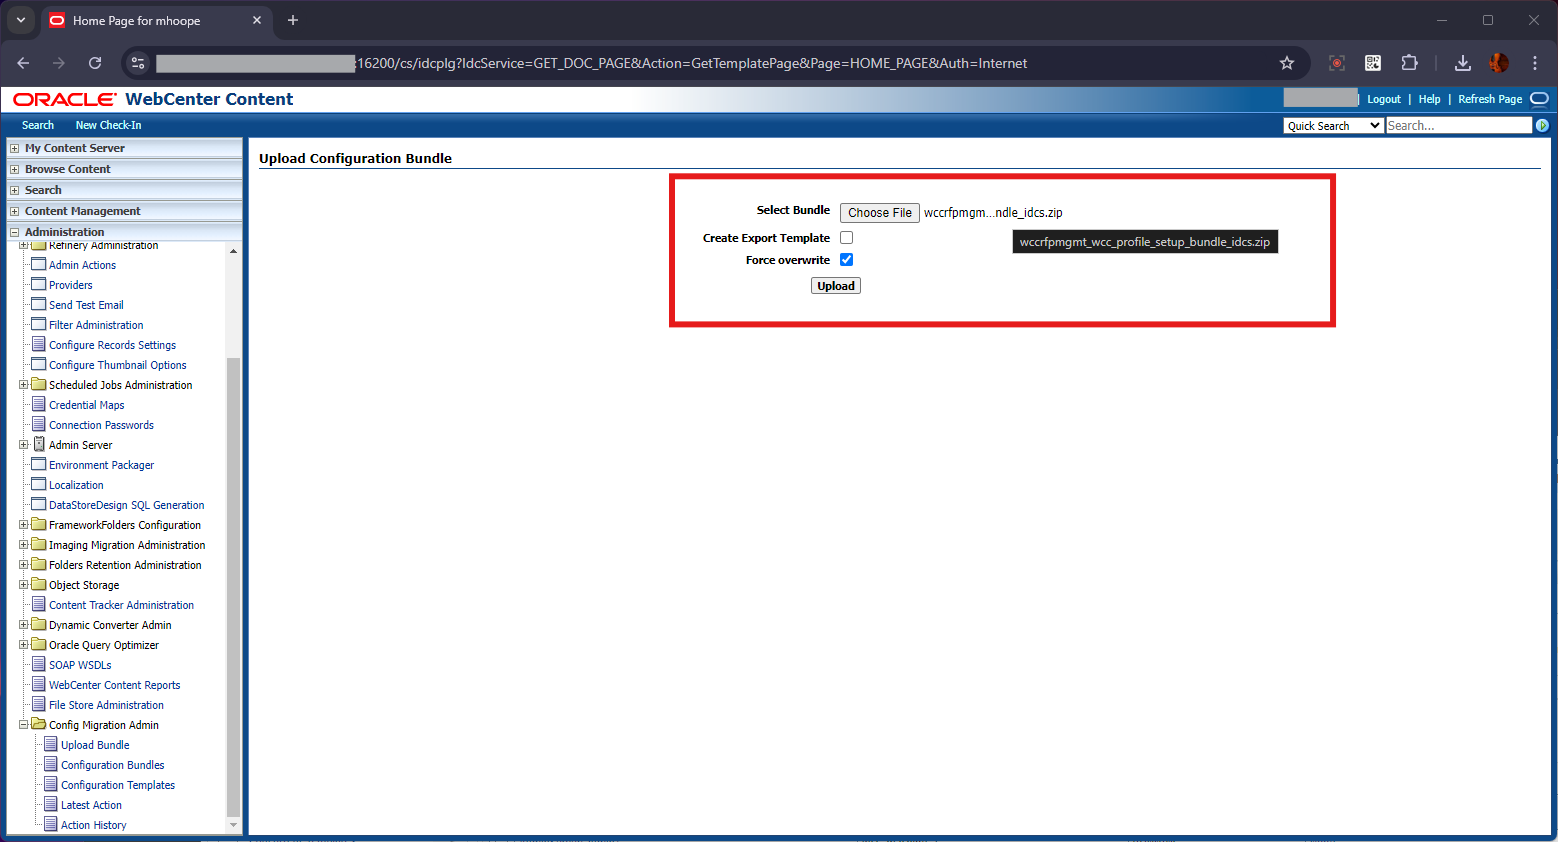 Home Page for mhoope
:16200/cs/idcplg?IdcService=GET_DOC_PAGE&Action=GetTemplatePage&Page=HOME_PAGE&Auth=Internet
ORACLE WebCenter Content
| Logout | Help | Refresh Page
Search New Check-In
Quick Search Search...
My Content Server
Browse Content
Search
Content Management
Administration
Refinery Administration
Admin Actions
Providers
Send Test Email
Filter Administration
Configure Records Settings
Configure Thumbnail Options
Scheduled Jobs Administration
Credential Maps
Connection Passwords
Admin Server
Environment Packager
Localization
DataStoreDesign SQL Generation
FrameworkFolders Configuration
Imaging Migration Administration
Folders Retention Administration
Object Storage
Content Tracker Administration
Dynamic Converter Admin
Oracle Query Optimizer
SOAP WSDLs
WebCenter Content Reports
File Store Administration
Config Migration Admin
Upload Bundle
Configuration Bundles
Configuration Templates
Latest Action
Action History
Upload Configuration Bundle
Select Bundle Choose File wccrfpmgm...ndle_idcs.zip
Create Export Template
wccrfpmgmt_wcc_profile_setup_bundle_idcs.zip
Force overwrite
Upload